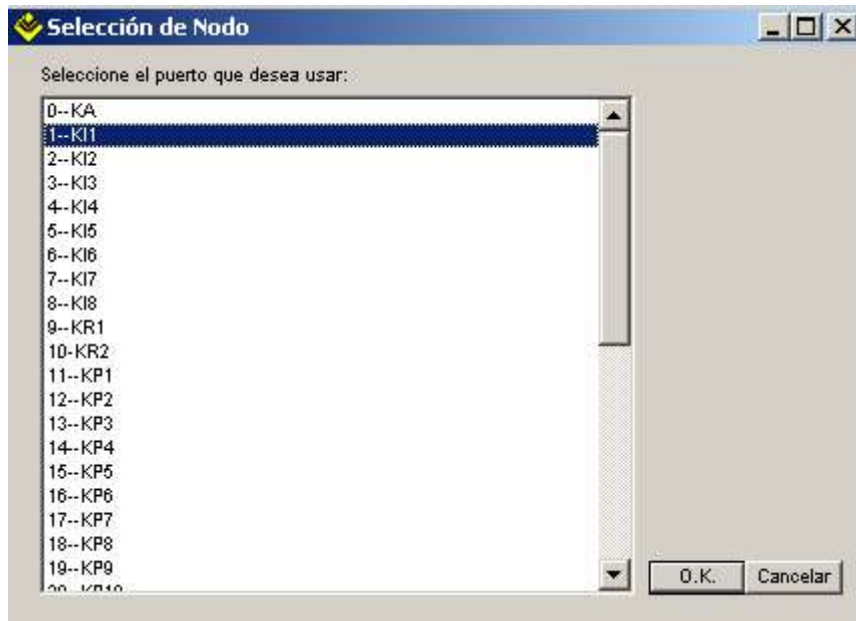 Selección de Nodo
Seleccione el puerto que desea usar:
0--KA
1--KI1
2--KI2
3--KI3
4--KI4
5--KI5
6--KI6
7--KI7
8--KI8
9--KR1
10-KR2
11--KP1
12--KP2
13--KP3
14--KP4
15--KP5
16--KP6
17--KP7
18--KP8
19--KP9
20--KP10
O.K. Cancelar